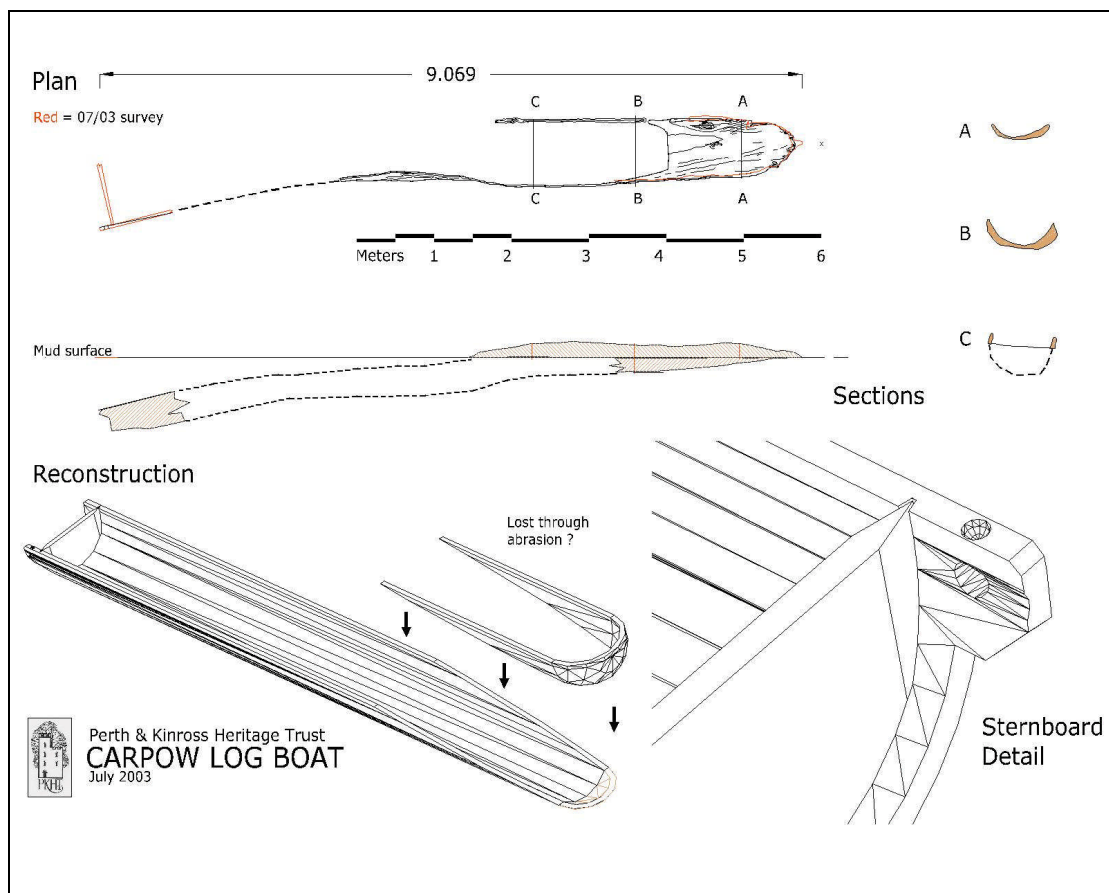 9.069
Plan
Red = 07/03 survey
C B A
C B A
A
Meters 1 2 3 4 5 6
x
B
Mud surface
C
Sections
Reconstruction
Lost through
abrasion ?
Perth & Kinross Heritage Trust
CARPOW LOG BOAT
July 2003
PKHT
Sternboard
Detail